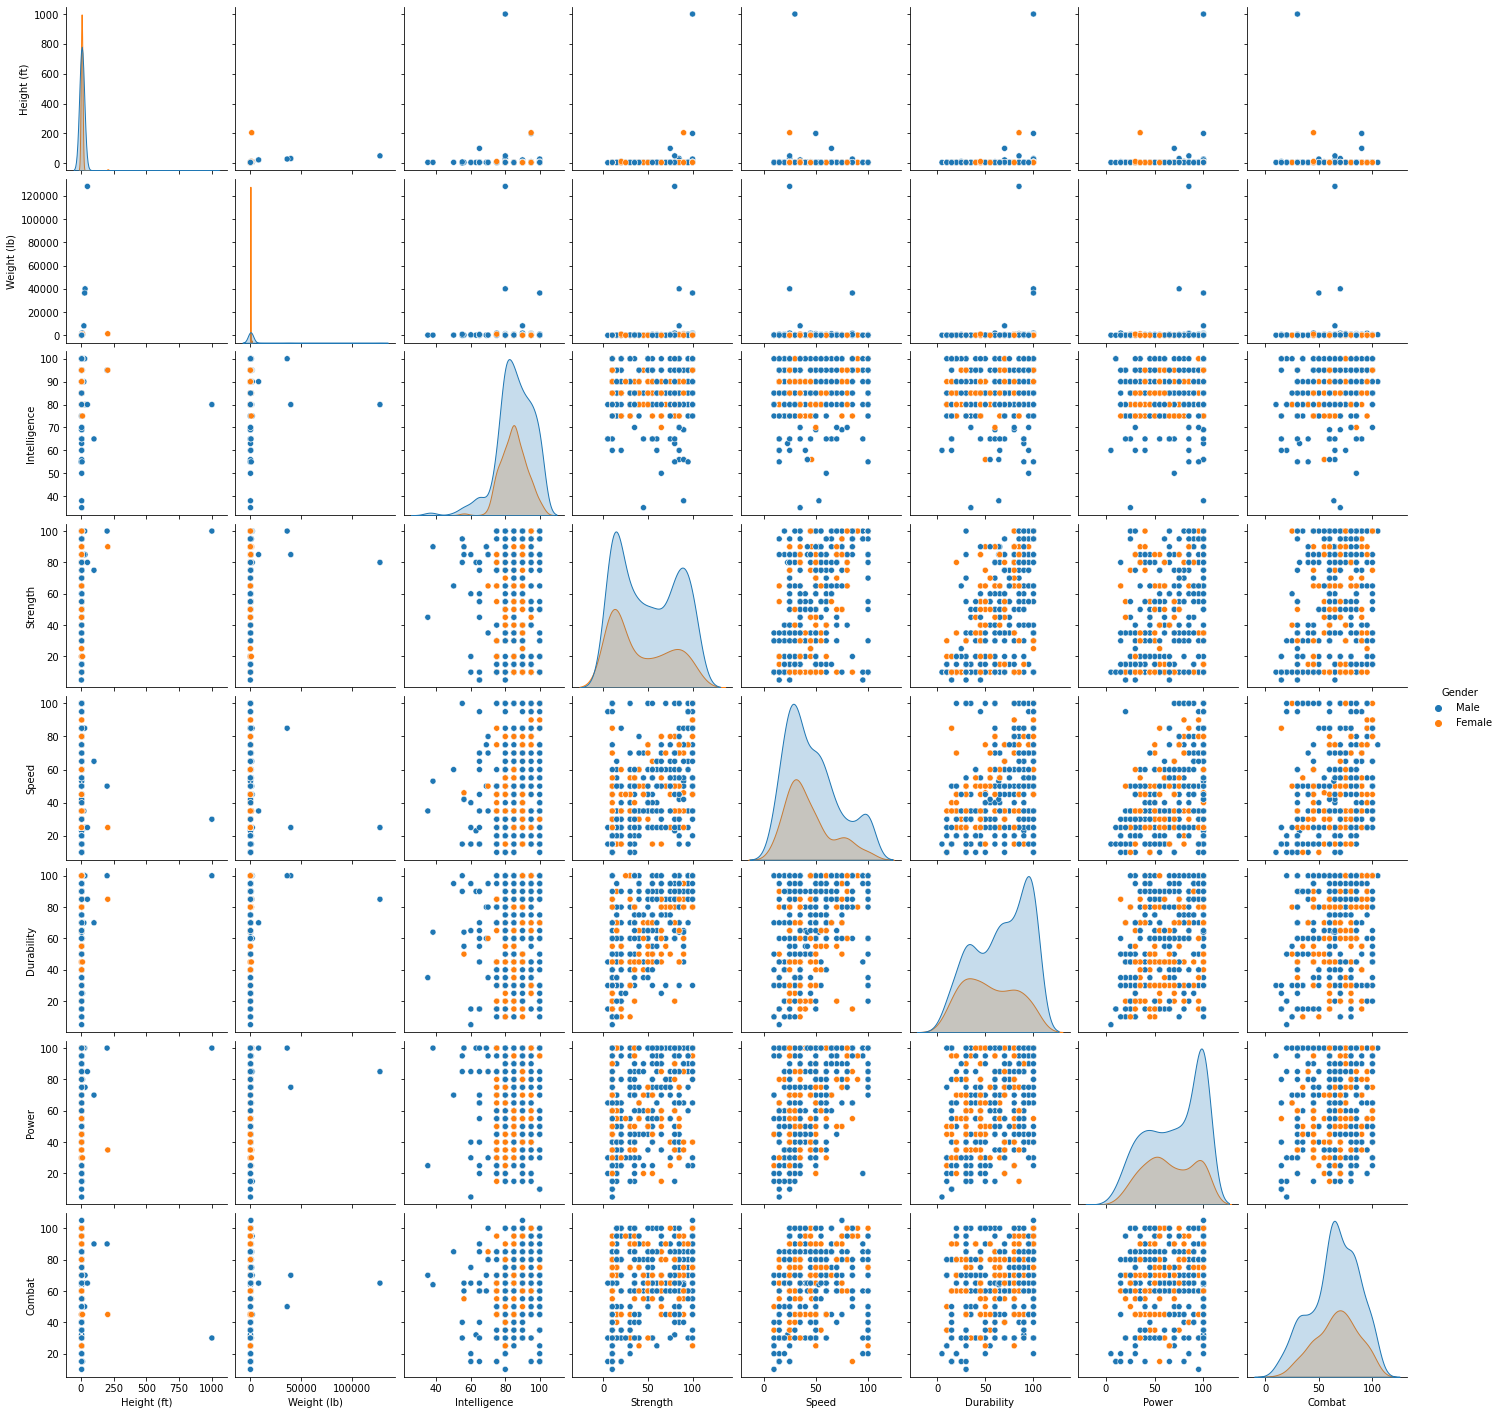 1000
800
600
400
200
0
Height (ft)
120000
100000
80000
60000
40000
20000
0
Weight (lb)
100
90
80
70
60
50
40
Intelligence
100
80
60
40
20
Strength
100
80
60
40
20
Speed
Gender
Male
Female
100
80
60
40
20
Durability
100
80
60
40
20
Power
100
80
60
40
20
Combat
0 250 500 750 1000
0 50000 100000
40 60 80 100
0 50 100
0 50 100
0 50 100
0 50 100
0 50 100
Height (ft) Weight (lb) Intelligence Strength Speed Durability Power Combat